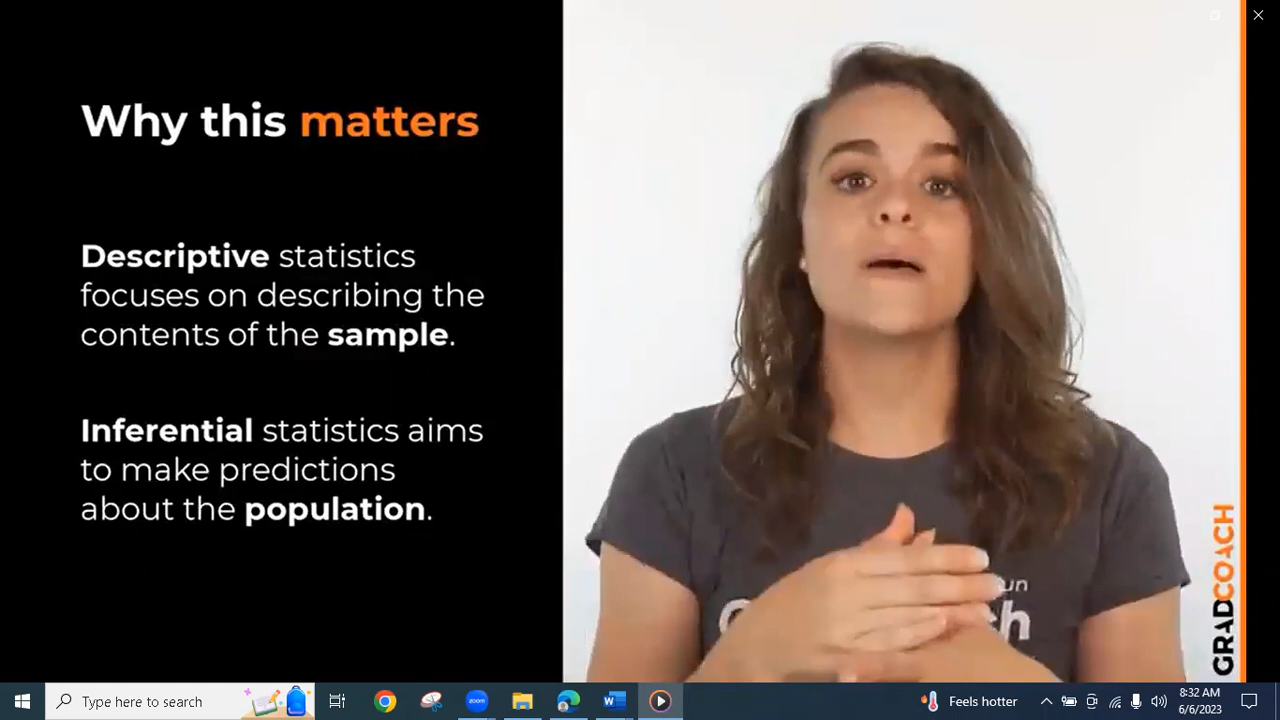 Why this matters
Descriptive statistics
focuses on describing the
contents of the sample.
Inferential statistics aims
to make predictions
about the population.
GRADCOACH
Type here to search
zoom
W
Feels hotter
8:32 AM
6/6/2023